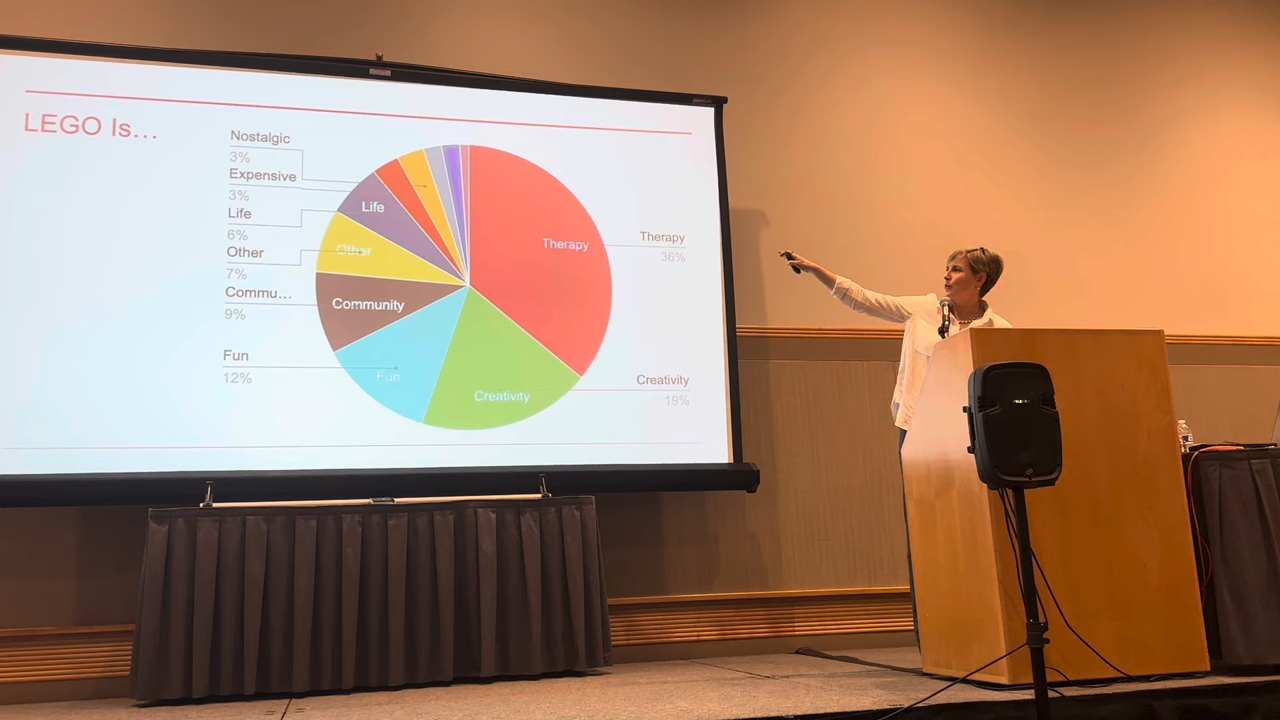 LEGO Is...
Nostalgic
3%
Expensive
3%
Life
6%
Other
7%
Commu...
9%
Fun
12%
Life
Other
Community
Fun
Creativity
Therapy
Therapy
36%
Creativity
19%